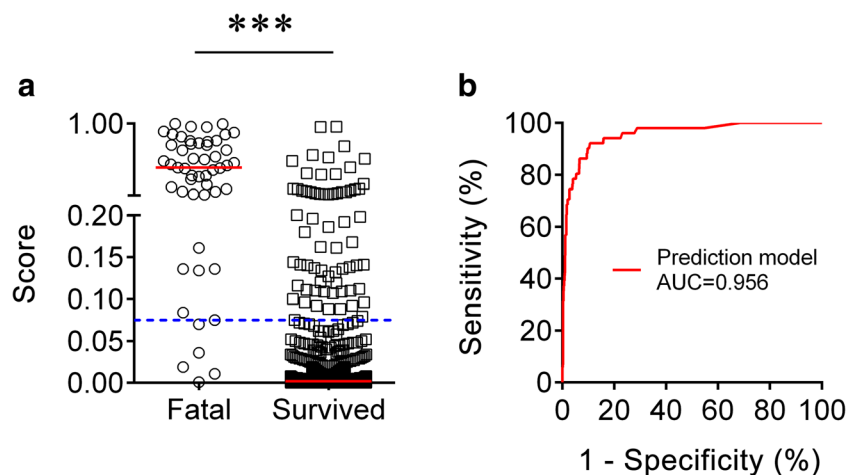 ***
a
1.00
0.20
0.15
0.10
0.05
0.00
Score
Fatal
Survived
b
100
80
60
40
20
0
Sensitivity (%)
Prediction model
AUC=0.956
0 20 40 60 80 100
1 - Specificity (%)